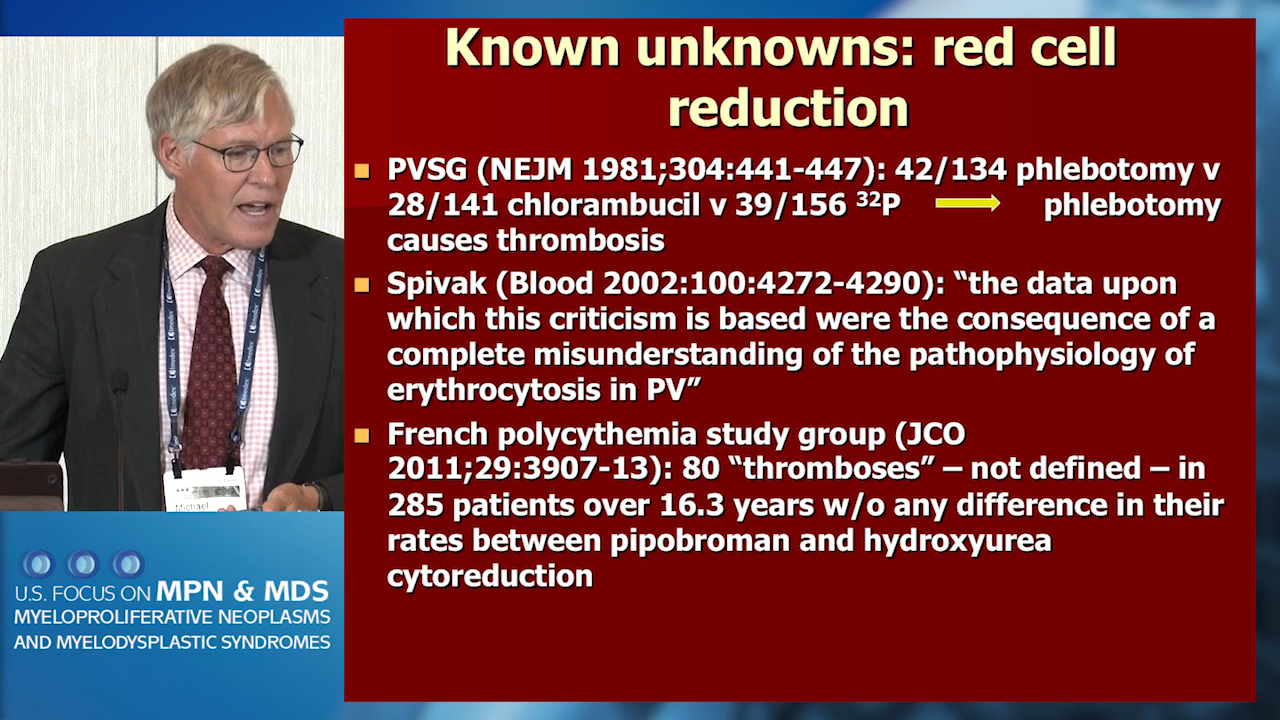 Known unknowns: red cell
reduction
PVSG (NEJM 1981;304:441-447): 42/134 phlebotomy v
28/141 chlorambucil v 39/156 ³²P phlebotomy
causes thrombosis
Spivak (Blood 2002:100:4272-4290): “the data upon
which this criticism is based were the consequence of a
complete misunderstanding of the pathophysiology of
erythrocytosis in PV”
French polycythemia study group (JCO
2011;29:3907-13): 80 “thromboses” – not defined – in
285 patients over 16.3 years w/o any difference in their
rates between pipobroman and hydroxyurea
cytoreduction
Michael
U.S. FOCUS ON MPN & MDS
MYELOPROLIFERATIVE NEOPLASMS
AND MYELODYSPLASTIC SYNDROMES